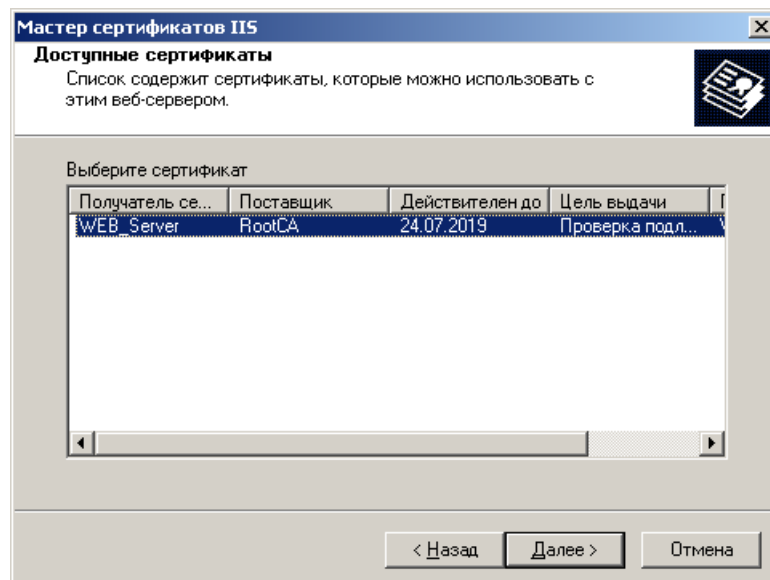 Мастер сертификатов IIS
Доступные сертификаты
Список содержит сертификаты, которые можно использовать с
этим веб-сервером.
Выберите сертификат
Получатель се... Поставщик Действителен до Цель выдачи
WEB_Server RootCA 24.07.2019 Проверка подл...
< Назад Далее > Отмена